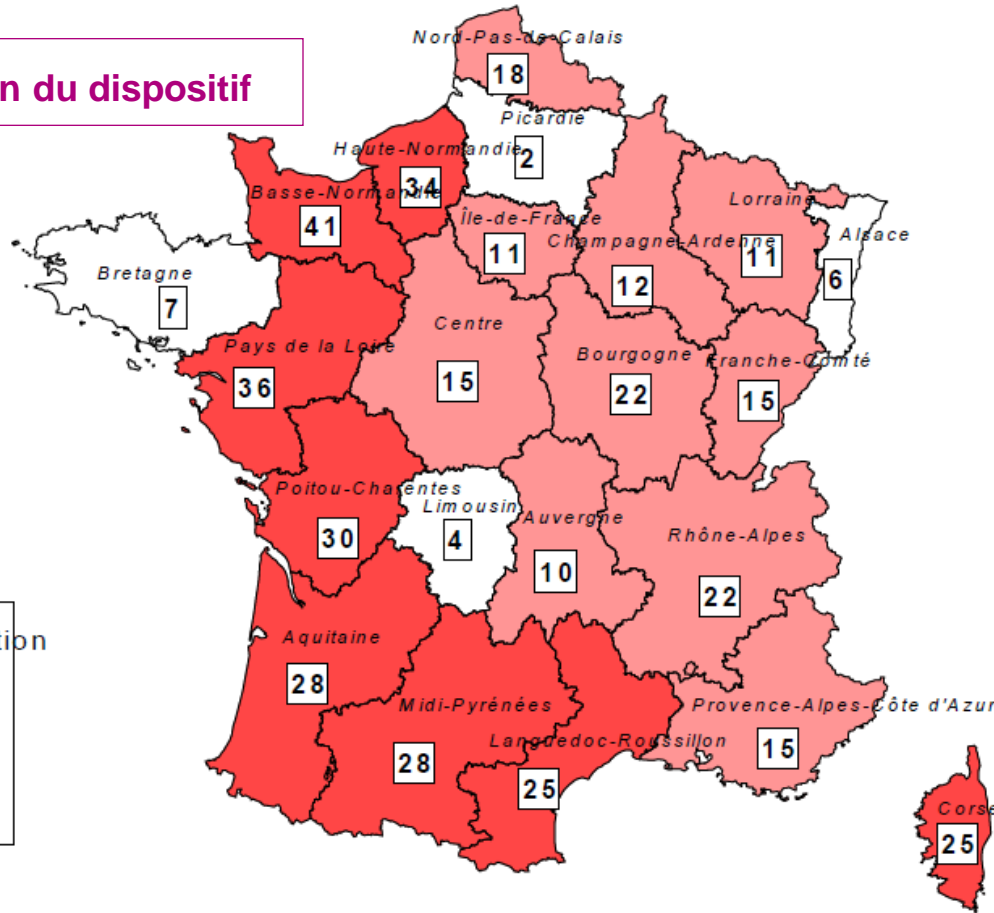 Nord-Pas-de-Calais
18
n du dispositif
Picardie
2
Haute-Normandie
34
Basse-Normandie
41
Île-de-France
11
Champagne-Ardenne
12
Lorraine
11
Alsace
6
Bretagne
7
Pays de la Loire
36
Centre
15
Bourgogne
22
Franche-Comté
15
Poitou-Charentes
30
Limousin
4
Auvergne
10
Rhône-Alpes
22
tion
Aquitaine
28
Midi-Pyrénées
28
Languedoc-Roussillon
25
Provence-Alpes-Côte d'Azur
15
Corse
25